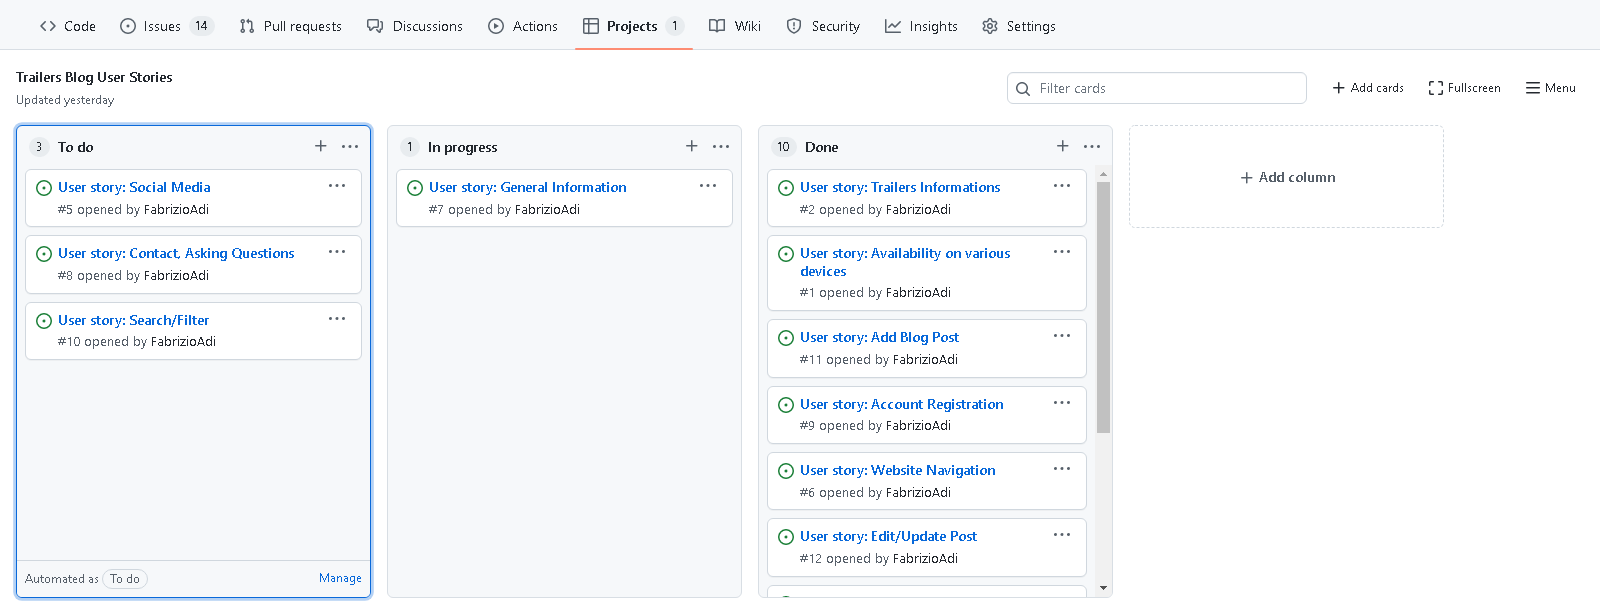 Code Issues 14 Pull requests Discussions Actions Projects 1 Wiki Security Insights Settings
Trailers Blog User Stories
Updated yesterday
Filter cards
Add cards
Fullscreen
Menu
3 To do
User story: Social Media
#5 opened by FabrizioAdi
User story: Contact, Asking Questions
#8 opened by FabrizioAdi
User story: Search/Filter
#10 opened by FabrizioAdi
Automated as To do
Manage
1 In progress
User story: General Information
#7 opened by FabrizioAdi
10 Done
User story: Trailers Informations
#2 opened by FabrizioAdi
User story: Availability on various
devices
#1 opened by FabrizioAdi
User story: Add Blog Post
#11 opened by FabrizioAdi
User story: Account Registration
#9 opened by FabrizioAdi
User story: Website Navigation
#6 opened by FabrizioAdi
User story: Edit/Update Post
#12 opened by FabrizioAdi
Add column